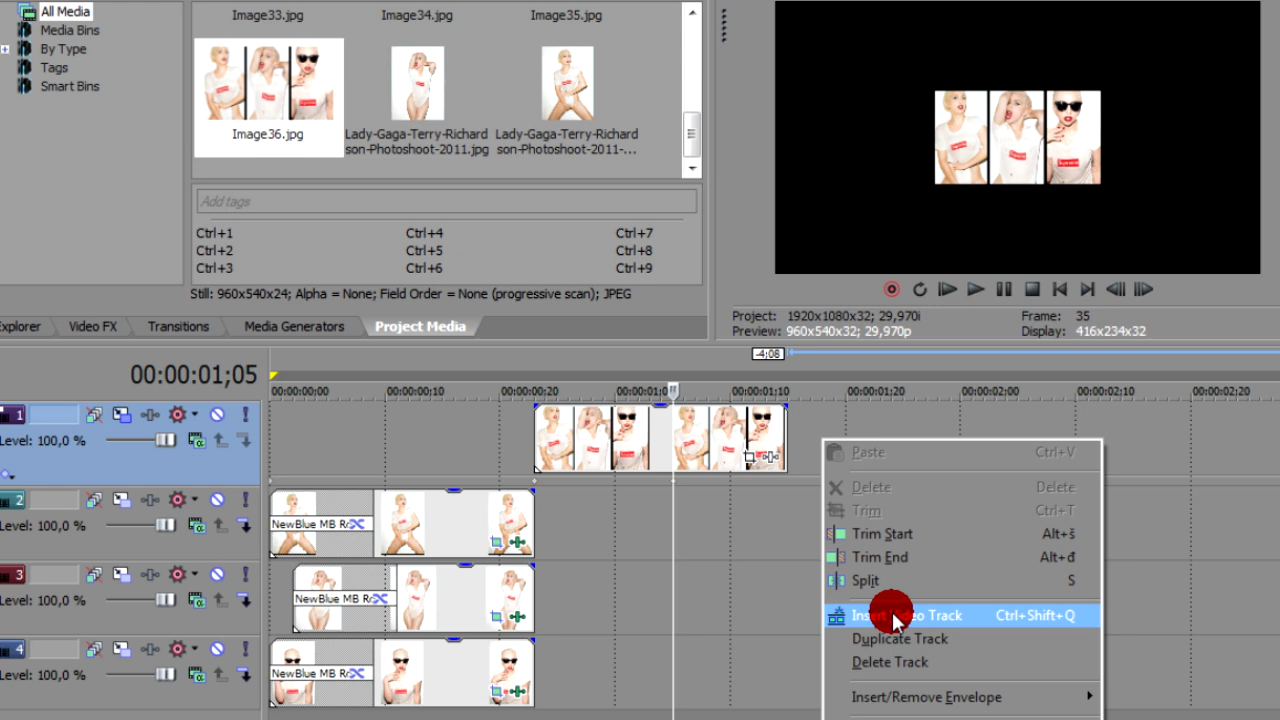 All Media
Media Bins
By Type
Tags
Smart Bins
Image33.jpg
Image34.jpg
Image35.jpg
Image36.jpg
Lady-Gaga-Terry-Richard
son-Photoshoot-2011.jpg
Lady-Gaga-Terry-Richard
son-Photoshoot-2011-...
Add tags
Ctrl+1 Ctrl+4 Ctrl+7
Ctrl+2 Ctrl+5 Ctrl+8
Ctrl+3 Ctrl+6 Ctrl+9
Still: 960x540x24; Alpha = None; Field Order = None (progressive scan); JPEG
Explorer Video FX Transitions Media Generators Project Media
Project: 1920x1080x32; 29,970i Frame: 35
Preview: 960x540x32; 29,970p Display: 416x234x32
-4;08
00:00:01;05
00:00:00;00 00:00:00;10 00:00:00;20 00:00:01;0 00:00:01;10 00:00:01;20 00:00:02;00 00:00:02;10 00:00:02;20
1
Level: 100,0 %
2
Level: 100,0 %
NewBlue MB Ro
3
Level: 100,0 %
NewBlue MB Ro
4
Level: 100,0 %
NewBlue MB Ro
Paste Ctrl+V
Delete Delete
Trim Ctrl+T
Trim Start Alt+š
Trim End Alt+đ
Split S
Insert Video Track Ctrl+Shift+Q
Duplicate Track
Delete Track
Insert/Remove Envelope